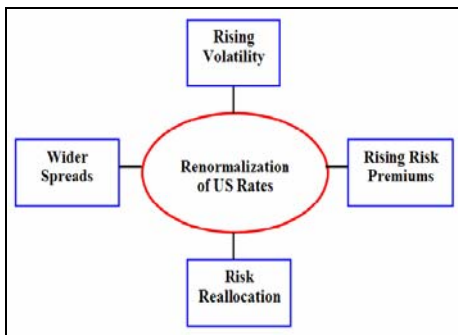 Rising
Volatility
Wider
Spreads
Renormalization
of US Rates
Rising Risk
Premiums
Risk
Reallocation